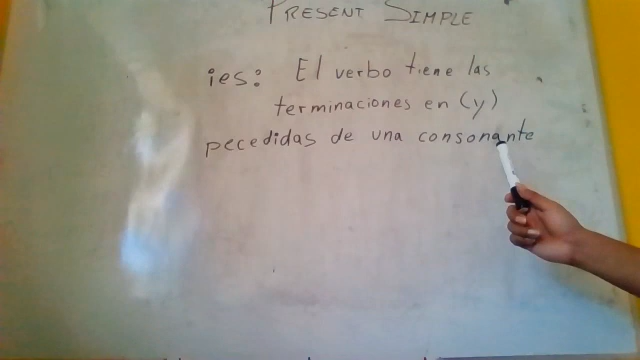 PRESENT SIMPLE
ies: El verbo tiene las
terminaciones en (y)
pecedidas de una consonante